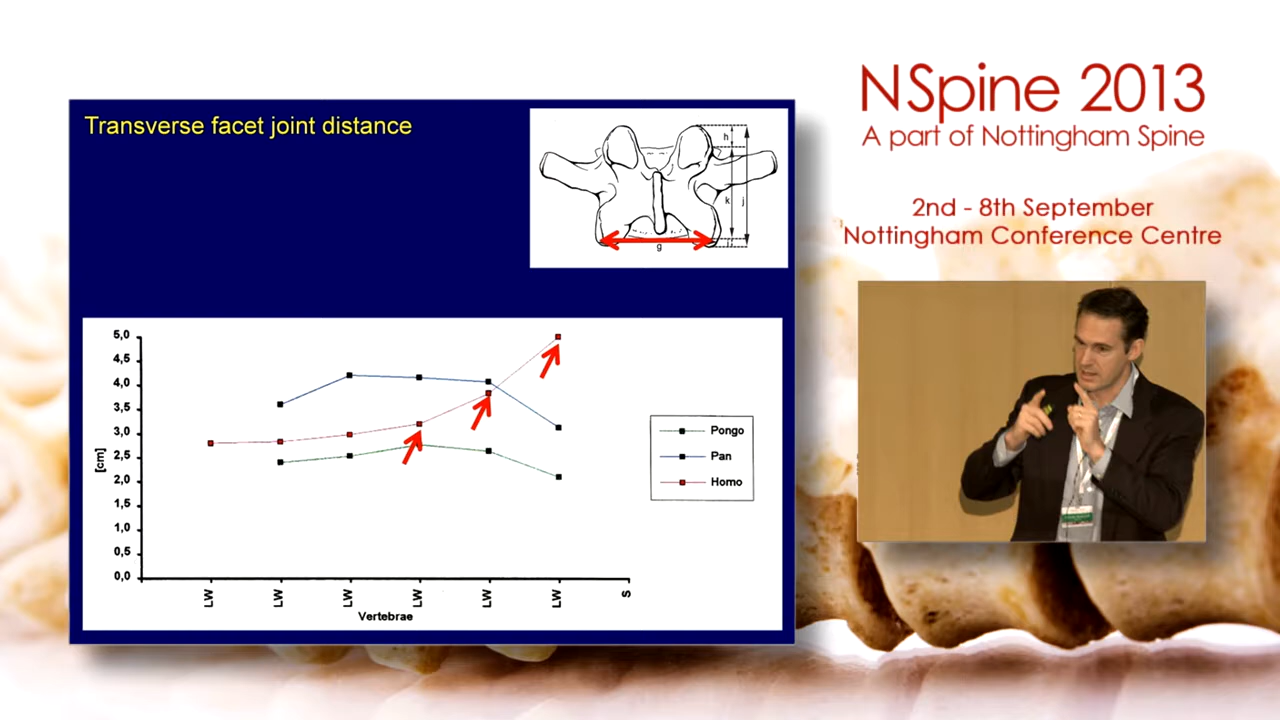 NSpine 2013
A part of Nottingham Spine
2nd - 8th September
Nottingham Conference Centre
Transverse facet joint distance
h
k
j
g
5,0
4,5
4,0
3,5
3,0
2,5
2,0
1,5
1,0
0,5
0,0
[cm]
LW
LW
LW
LW
LW
LW
S
Vertebrae
Pongo
Pan
Homo